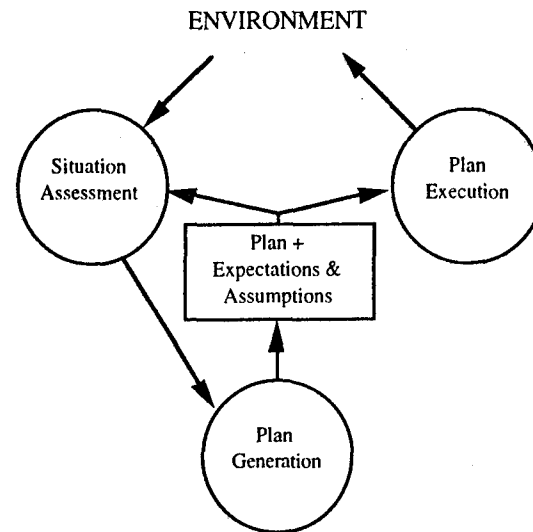 ENVIRONMENT
Situation
Assessment
Plan
Execution
Plan +
Expectations &
Assumptions
Plan
Generation